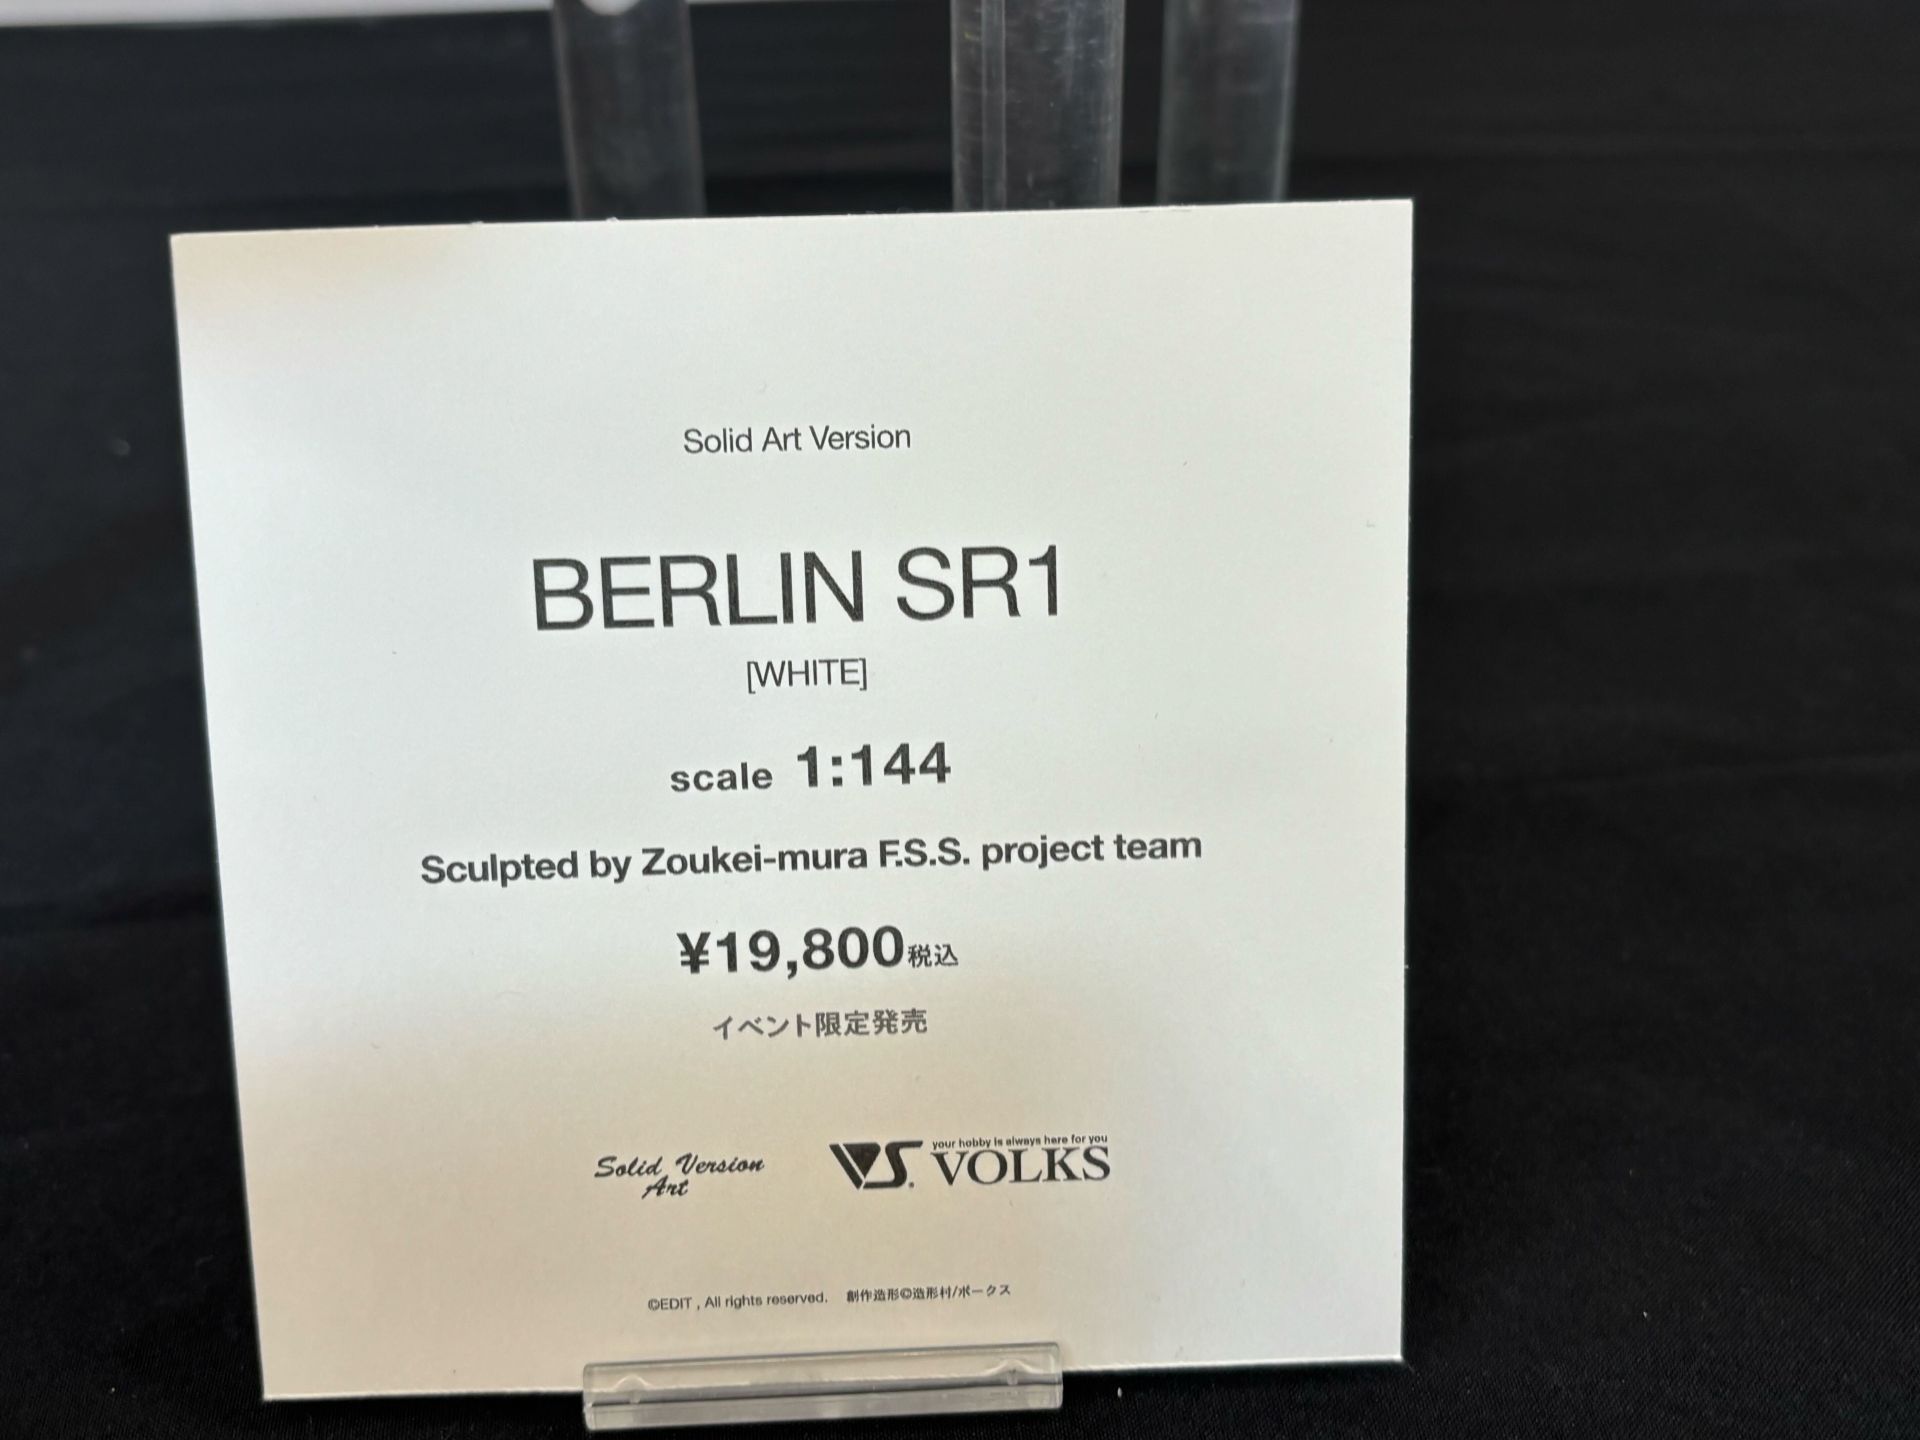 Solid Art Version
BERLIN SR1
[WHITE]
scale 1:144
Sculpted by Zoukei-mura F.S.S. project team
¥19,800税込
イベント限定発売
Solid Version
Art
VS. your hobby is always here for you
VOLKS
©EDIT , All rights reserved. 創作造形©造形村/ボークス